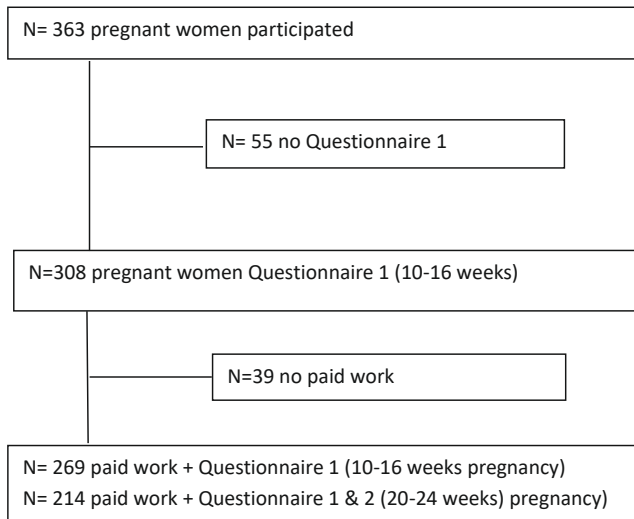 N= 363 pregnant women participated
N= 55 no Questionnaire 1
N=308 pregnant women Questionnaire 1 (10-16 weeks)
N=39 no paid work
N= 269 paid work + Questionnaire 1 (10-16 weeks pregnancy)
N= 214 paid work + Questionnaire 1 & 2 (20-24 weeks) pregnancy)